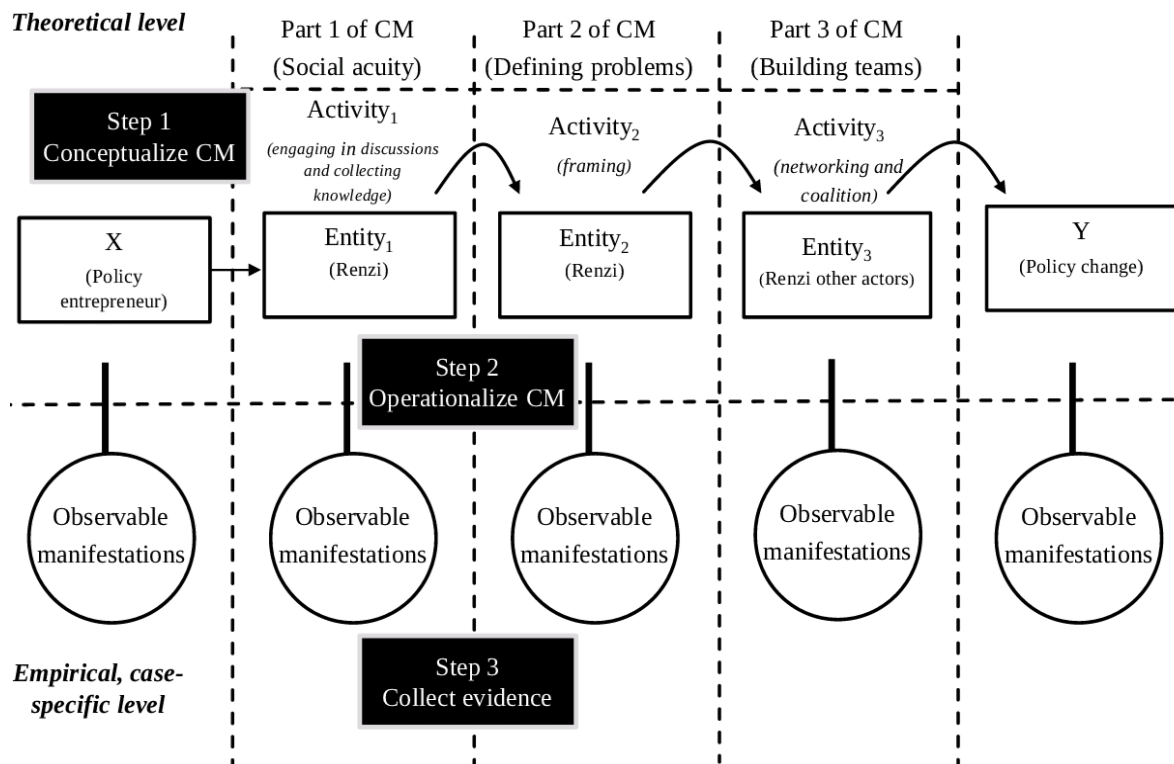 Theoretical level
Part 1 of CM
(Social acuity)
Part 2 of CM
(Defining problems)
Part 3 of CM
(Building teams)
Step 1
Conceptualize CM
Activity₁
(engaging in discussions
and collecting
knowledge)
Activity₂
(framing)
Activity₃
(networking and
coalition)
X
(Policy
entrepreneur)
Entity₁
(Renzi)
Entity₂
(Renzi)
Entity₃
(Renzi other actors)
Y
(Policy change)
Step 2
Operationalize CM
Observable
manifestations
Observable
manifestations
Observable
manifestations
Observable
manifestations
Observable
manifestations
Empirical, case-
specific level
Step 3
Collect evidence